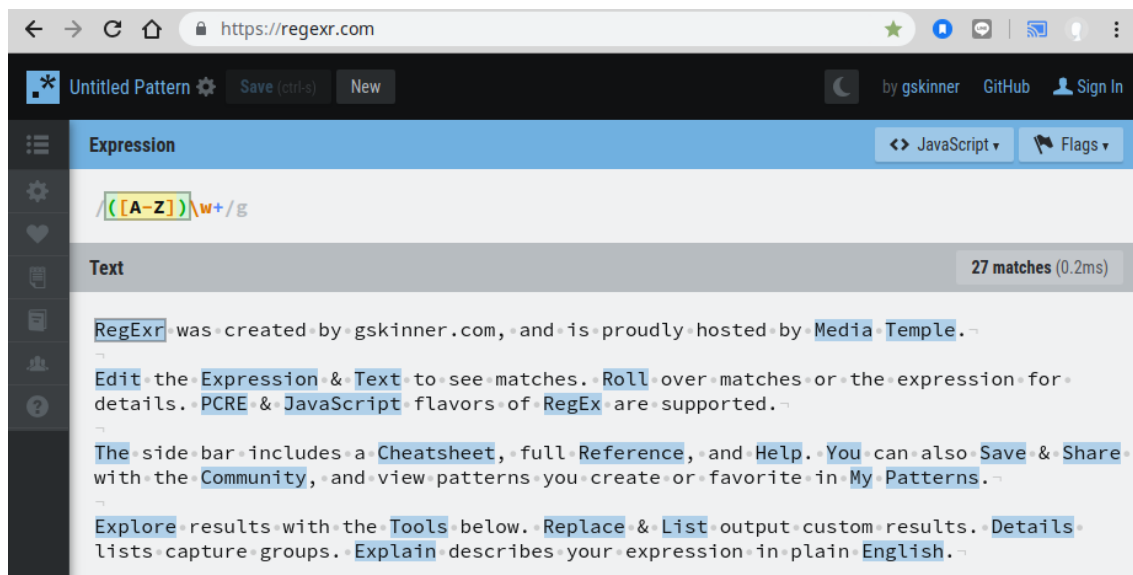 https://regexr.com
Untitled Pattern Save (ctrl-s) New by gskinner GitHub Sign In
Expression JavaScript Flags
/([A-Z])\w+/g
Text 27 matches (0.2ms)
RegExr was created by gskinner.com, and is proudly hosted by Media Temple.
Edit the Expression & Text to see matches. Roll over matches or the expression for
details. PCRE & JavaScript flavors of RegEx are supported.
The side bar includes a Cheatsheet, full Reference, and Help. You can also Save & Share
with the Community, and view patterns you create or favorite in My Patterns.
Explore results with the Tools below. Replace & List output custom results. Details
lists capture groups. Explain describes your expression in plain English.